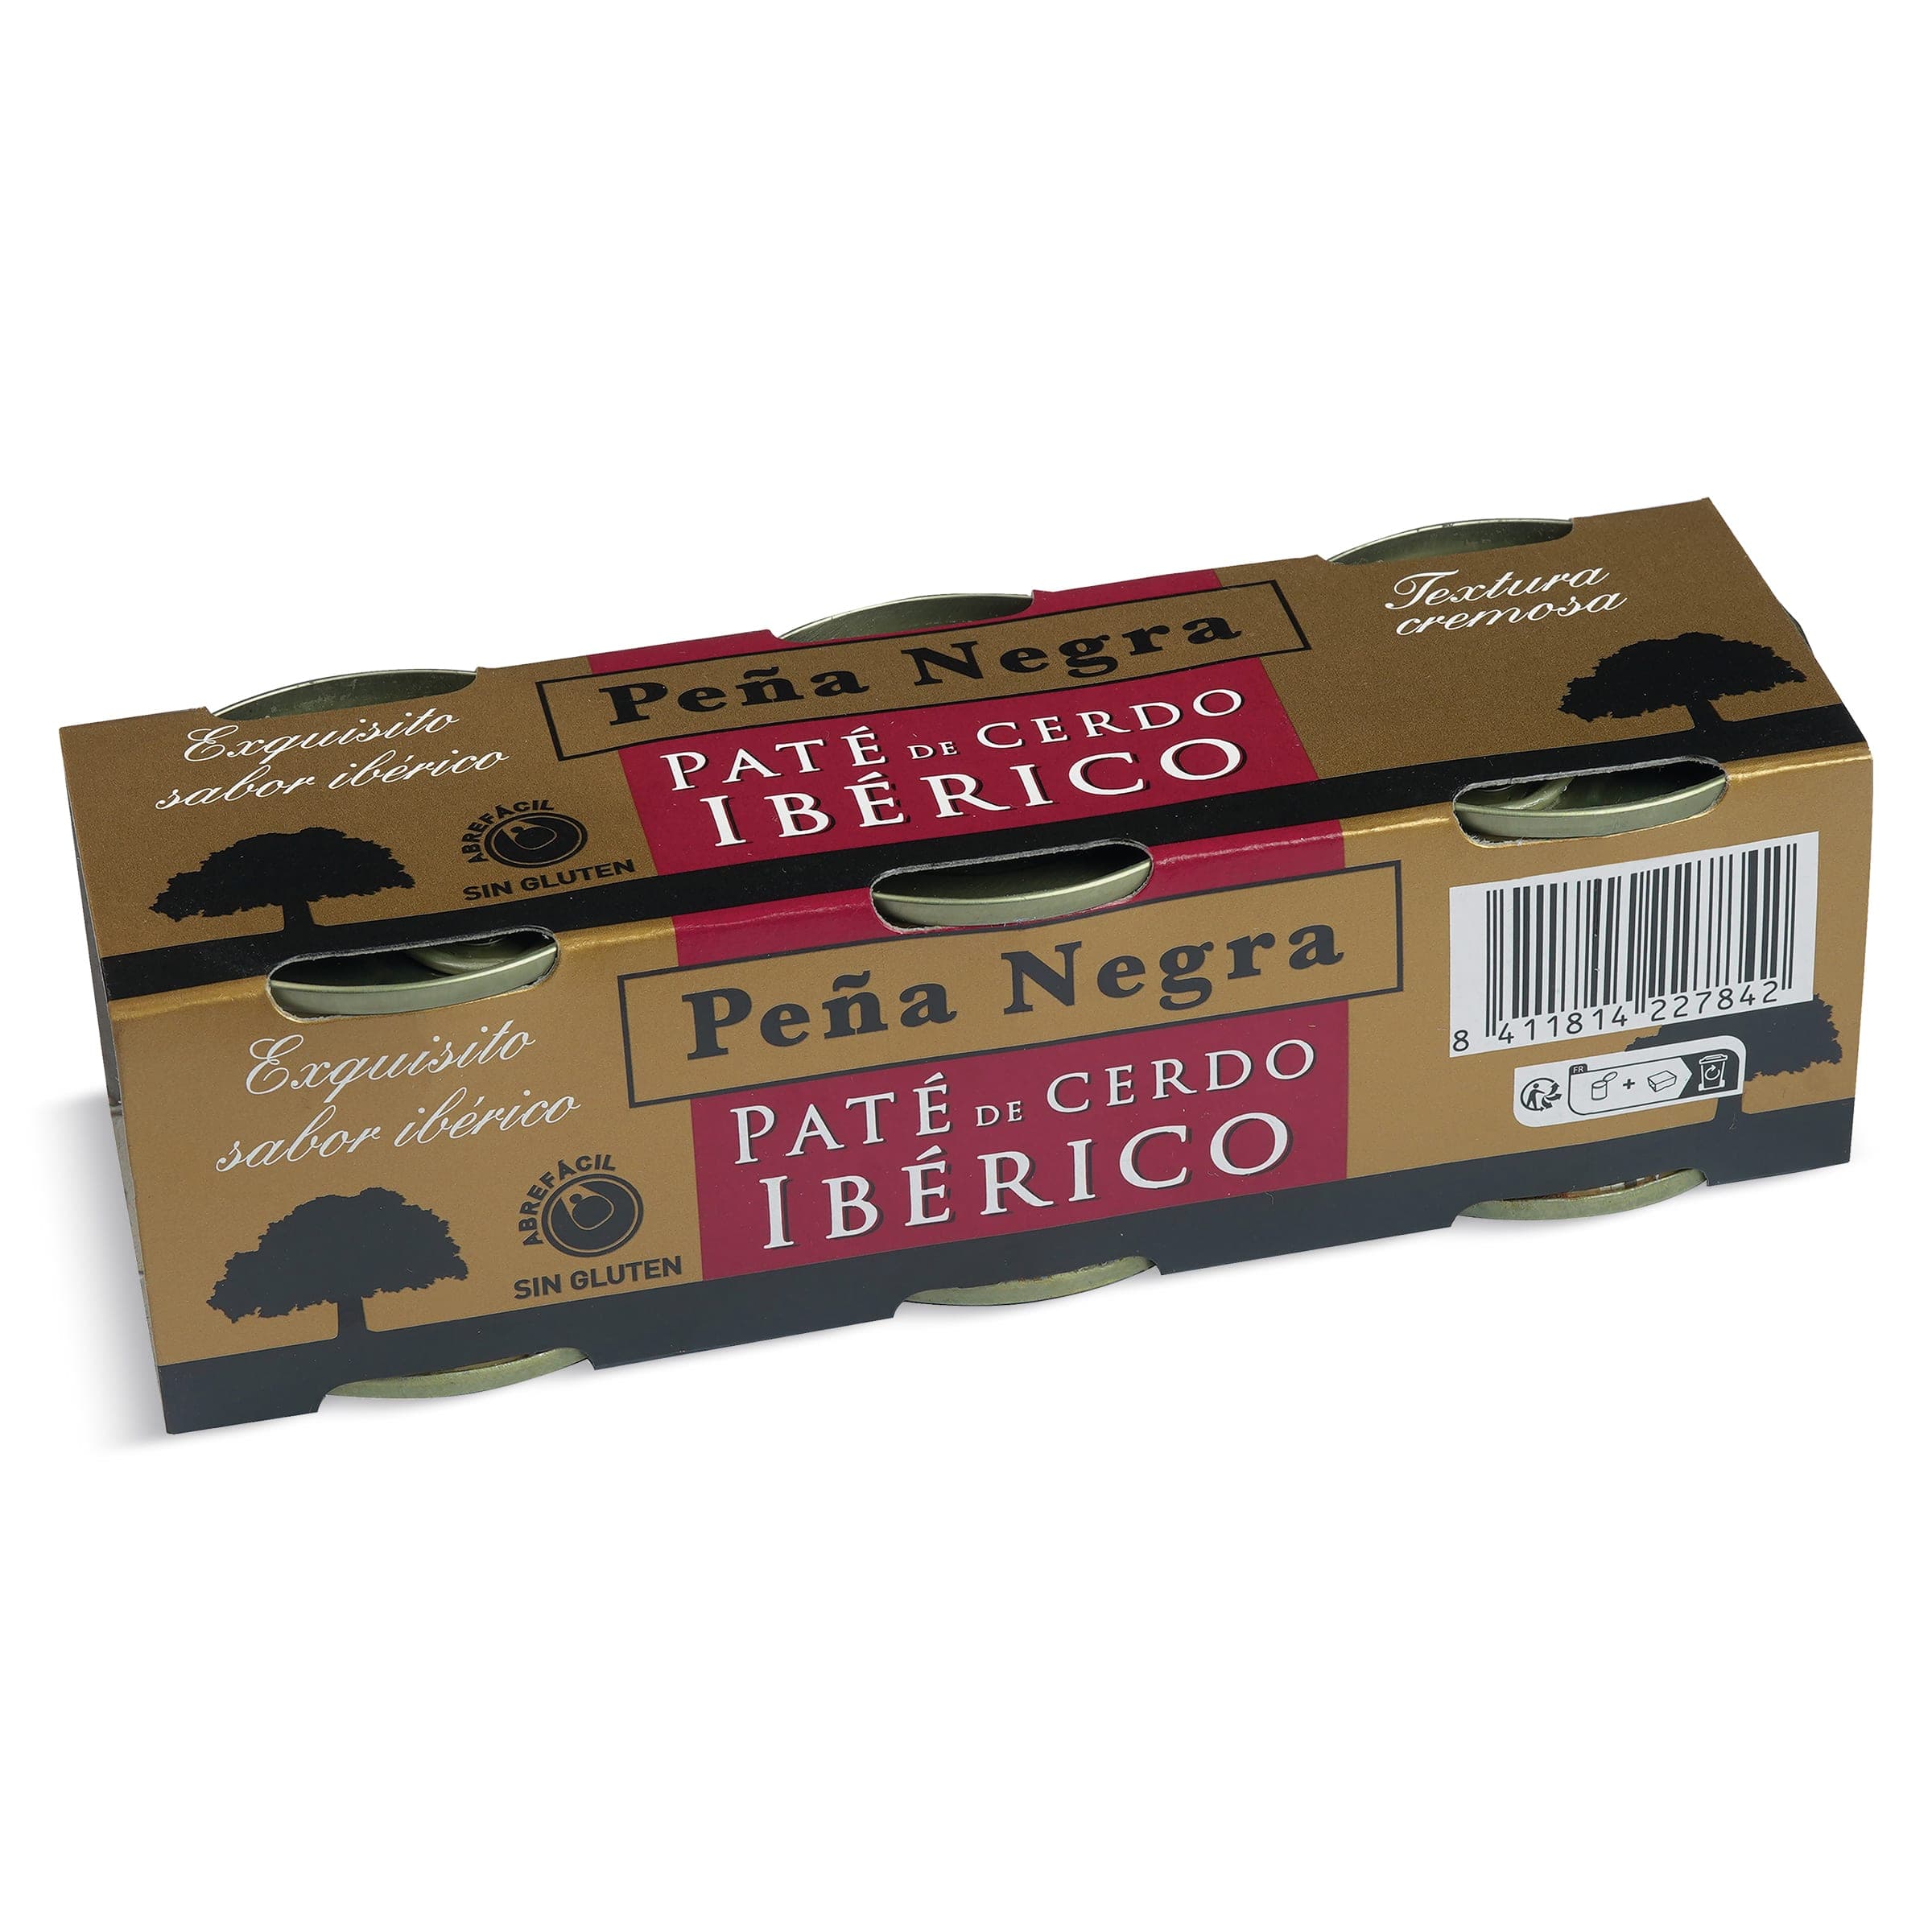 Exquisito
sabor ibérico
ABREFÁCIL
SIN GLUTEN
Peña Negra
PATÉ DE CERDO
IBÉRICO
Textura
cremosa
Exquisito
sabor ibérico
ABREFÁCIL
SIN GLUTEN
Peña Negra
PATÉ DE CERDO
IBÉRICO
8 411814 227842
FR